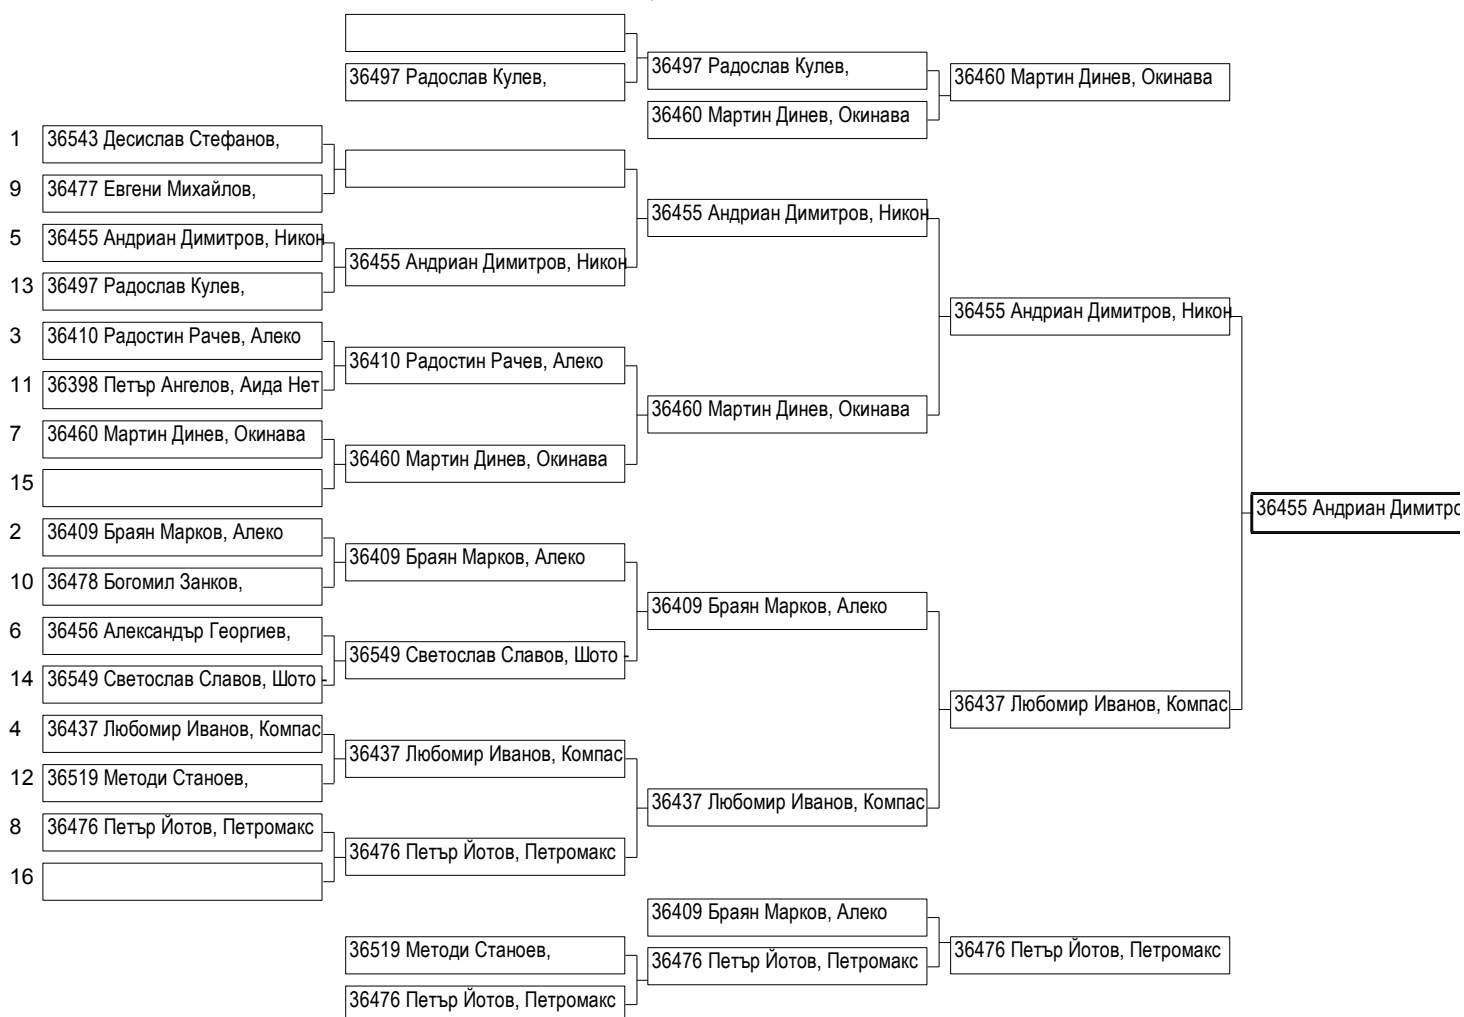 36497 Радослав Кулев,
36497 Радослав Кулев,
36460 Мартин Динев, Окинава
36460 Мартин Динев, Окинава
1 36543 Десислав Стефанов,
9 36477 Евгени Михайлов,
5 36455 Андриан Димитров, Никон
13 36497 Радослав Кулев,
3 36410 Радостин Рачев, Алеко
11 36398 Петър Ангелов, Аида Нет
7 36460 Мартин Динев, Окинава
15
2 36409 Браян Марков, Алеко
10 36478 Богомил Занков,
6 36456 Александър Георгиев,
14 36549 Светослав Славов, Шото -
4 36437 Любомир Иванов, Компас
12 36519 Методи Станоев,
8 36476 Петър Йотов, Петромакс
16
36455 Андриан Димитров, Никон
36410 Радостин Рачев, Алеко
36460 Мартин Динев, Окинава
36409 Браян Марков, Алеко
36549 Светослав Славов, Шото -
36437 Любомир Иванов, Компас
36476 Петър Йотов, Петромакс
36455 Андриан Димитров, Никон
36460 Мартин Динев, Окинава
36409 Браян Марков, Алеко
36437 Любомир Иванов, Компас
36455 Андриан Димитров, Никон
36437 Любомир Иванов, Компас
36455 Андриан Димитро
36519 Методи Станоев,
36476 Петър Йотов, Петромакс
36409 Браян Марков, Алеко
36476 Петър Йотов, Петромакс
36476 Петър Йотов, Петромакс